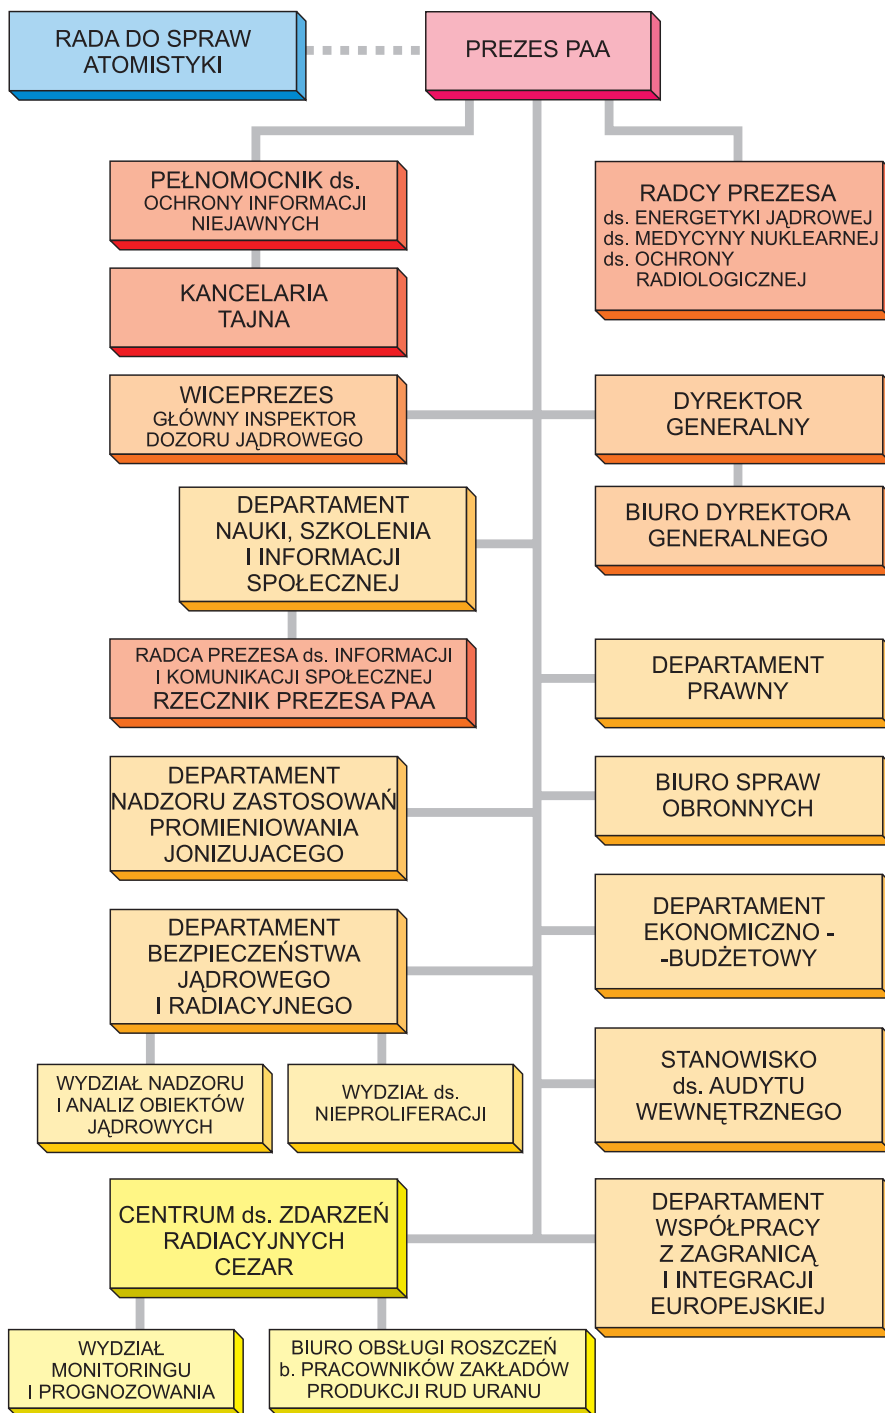 RADA DO SPRAW
ATOMISTYKI
PREZES PAA
PEŁNOMOCNIK ds.
OCHRONY INFORMACJI
NIEJAWNYCH
RADCY PREZESA
ds. ENERGETYKI JĄDROWEJ
ds. MEDYCYNY NUKLEARNEJ
ds. OCHRONY
RADIOLOGICZNEJ
KANCELARIA
TAJNA
WICEPREZES
GŁÓWNY INSPEKTOR
DOZORU JĄDROWEGO
DYREKTOR
GENERALNY
BIURO DYREKTORA
GENERALNEGO
DEPARTAMENT
NAUKI, SZKOLENIA
I INFORMACJI
SPOŁECZNEJ
RADCA PREZESA ds. INFORMACJI
I KOMUNIKACJI SPOŁECZNEJ
RZECZNIK PREZESA PAA
DEPARTAMENT
PRAWNY
DEPARTAMENT
NADZORU ZASTOSOWAŃ
PROMIENIOWANIA
JONIZUJACEGO
BIURO SPRAW
OBRONNYCH
DEPARTAMENT
BEZPIECZEŃSTWA
JĄDROWEGO
I RADIACYJNEGO
DEPARTAMENT
EKONOMICZNO -
-BUDŻETOWY
WYDZIAŁ NADZORU
I ANALIZ OBIEKTÓW
JĄDROWYCH
WYDZIAŁ ds.
NIEPROLIFERACJI
STANOWISKO
ds. AUDYTU
WEWNĘTRZNEGO
CENTRUM ds. ZDARZEŃ
RADIACYJNYCH
CEZAR
DEPARTAMENT
WSPÓŁPRACY
Z ZAGRANICĄ
I INTEGRACJI
EUROPEJSKIEJ
WYDZIAŁ
MONITORINGU
I PROGNOZOWANIA
BIURO OBSŁUGI ROSZCZEŃ
b. PRACOWNIKÓW ZAKŁADÓW
PRODUKCJI RUD URANU